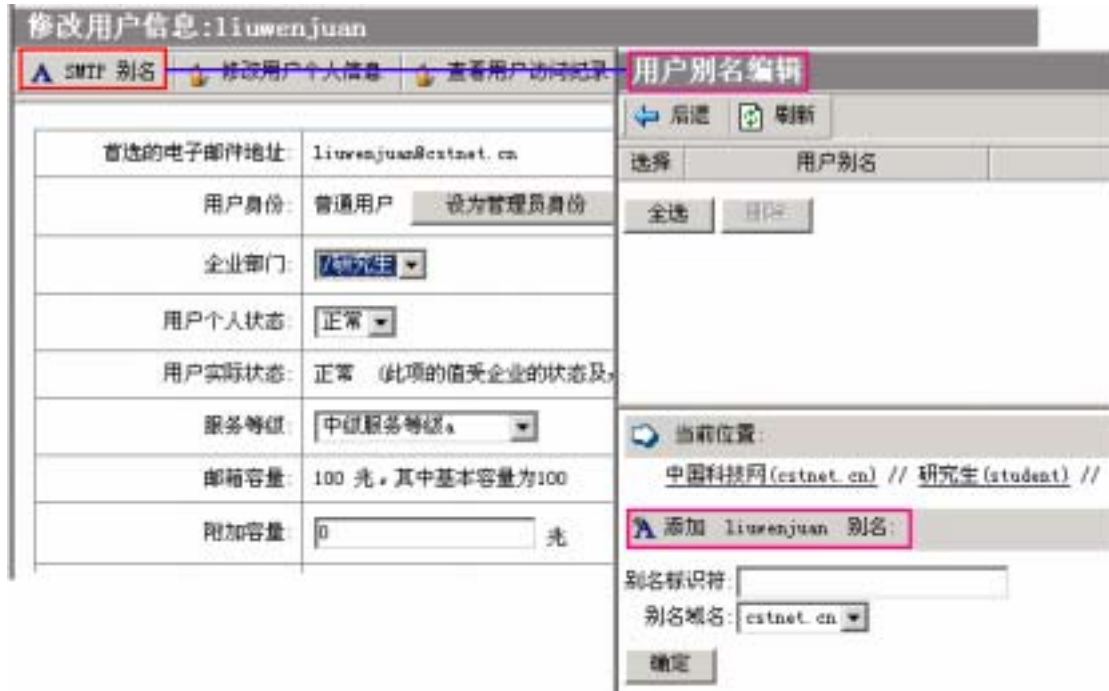 修改用户信息:liuwenjuan
SMTP 别名 修改用户个人信息 查看用户访问纪录
首选的电子邮件地址: liuwenjuan@cstnet.cn
用户身份: 普通用户 设为管理员身份
企业部门: /研究生
用户个人状态: 正常
用户实际状态: 正常 (此项的值受企业的状态及
服务等级: 中级服务等级a
邮箱容量: 100 兆，其中基本容量为100
附加容量: 0 兆
用户别名编辑
后退 刷新
选择 用户别名
全选 删除
当前位置:
中国科技网(cstnet.cn) // 研究生(student) //
添加 liuwenjuan 别名:
别名标识符:
别名域名: cstnet.cn
确定